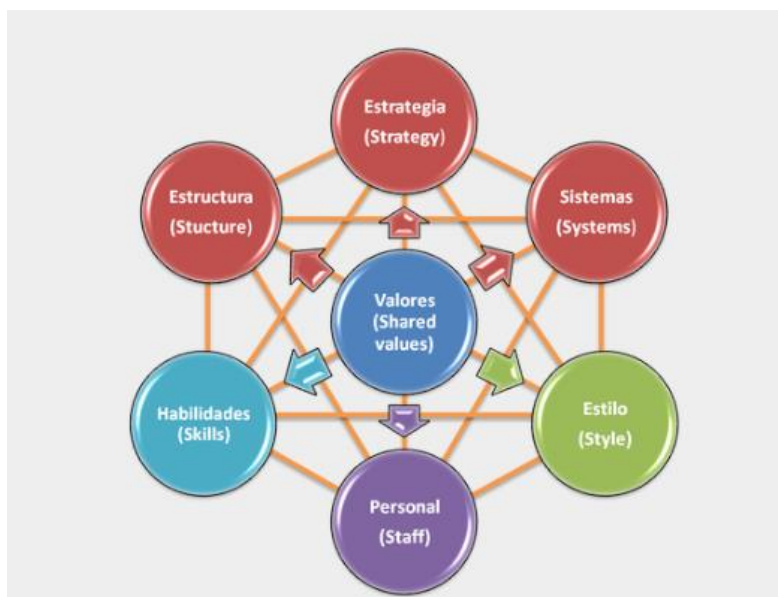 Estrategia
(Strategy)
Estructura
(Stucture)
Sistemas
(Systems)
Valores
(Shared
values)
Habilidades
(Skills)
Estilo
(Style)
Personal
(Staff)